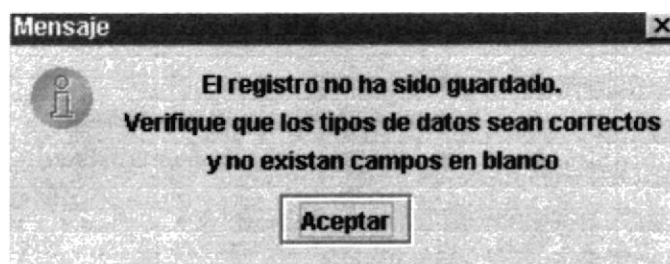 Mensaje
El registro no ha sido guardado.
Verifique que los tipos de datos sean correctos
y no existan campos en blanco
Aceptar